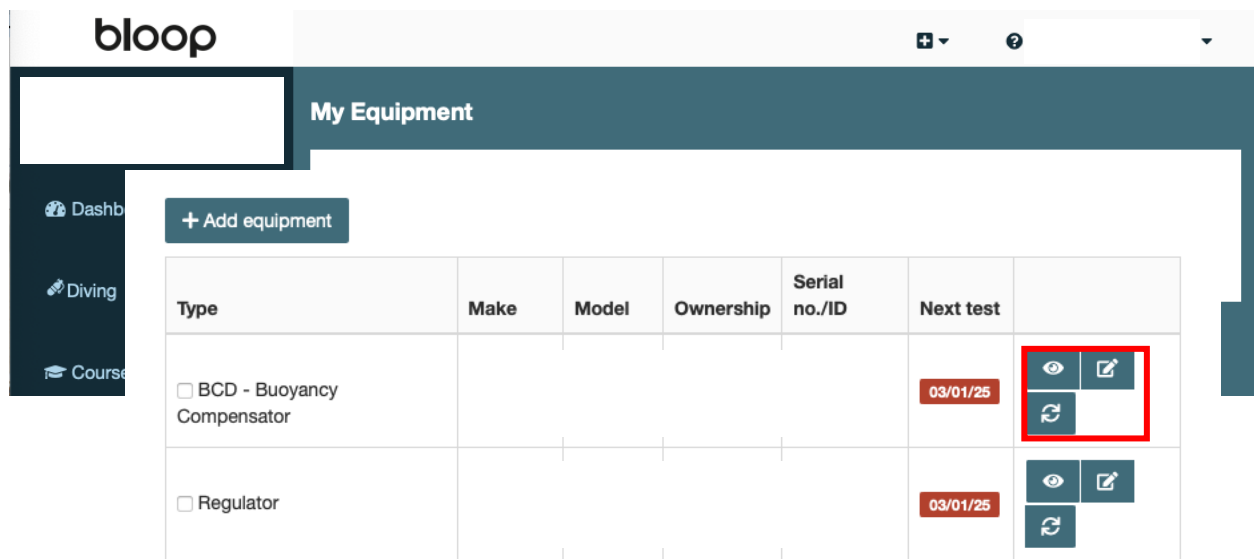 bloop
My Equipment
Dashb
Diving
Course
+ Add equipment
Type Make Model Ownership Serial no./ID Next test
BCD - Buoyancy Compensator 03/01/25
Regulator 03/01/25